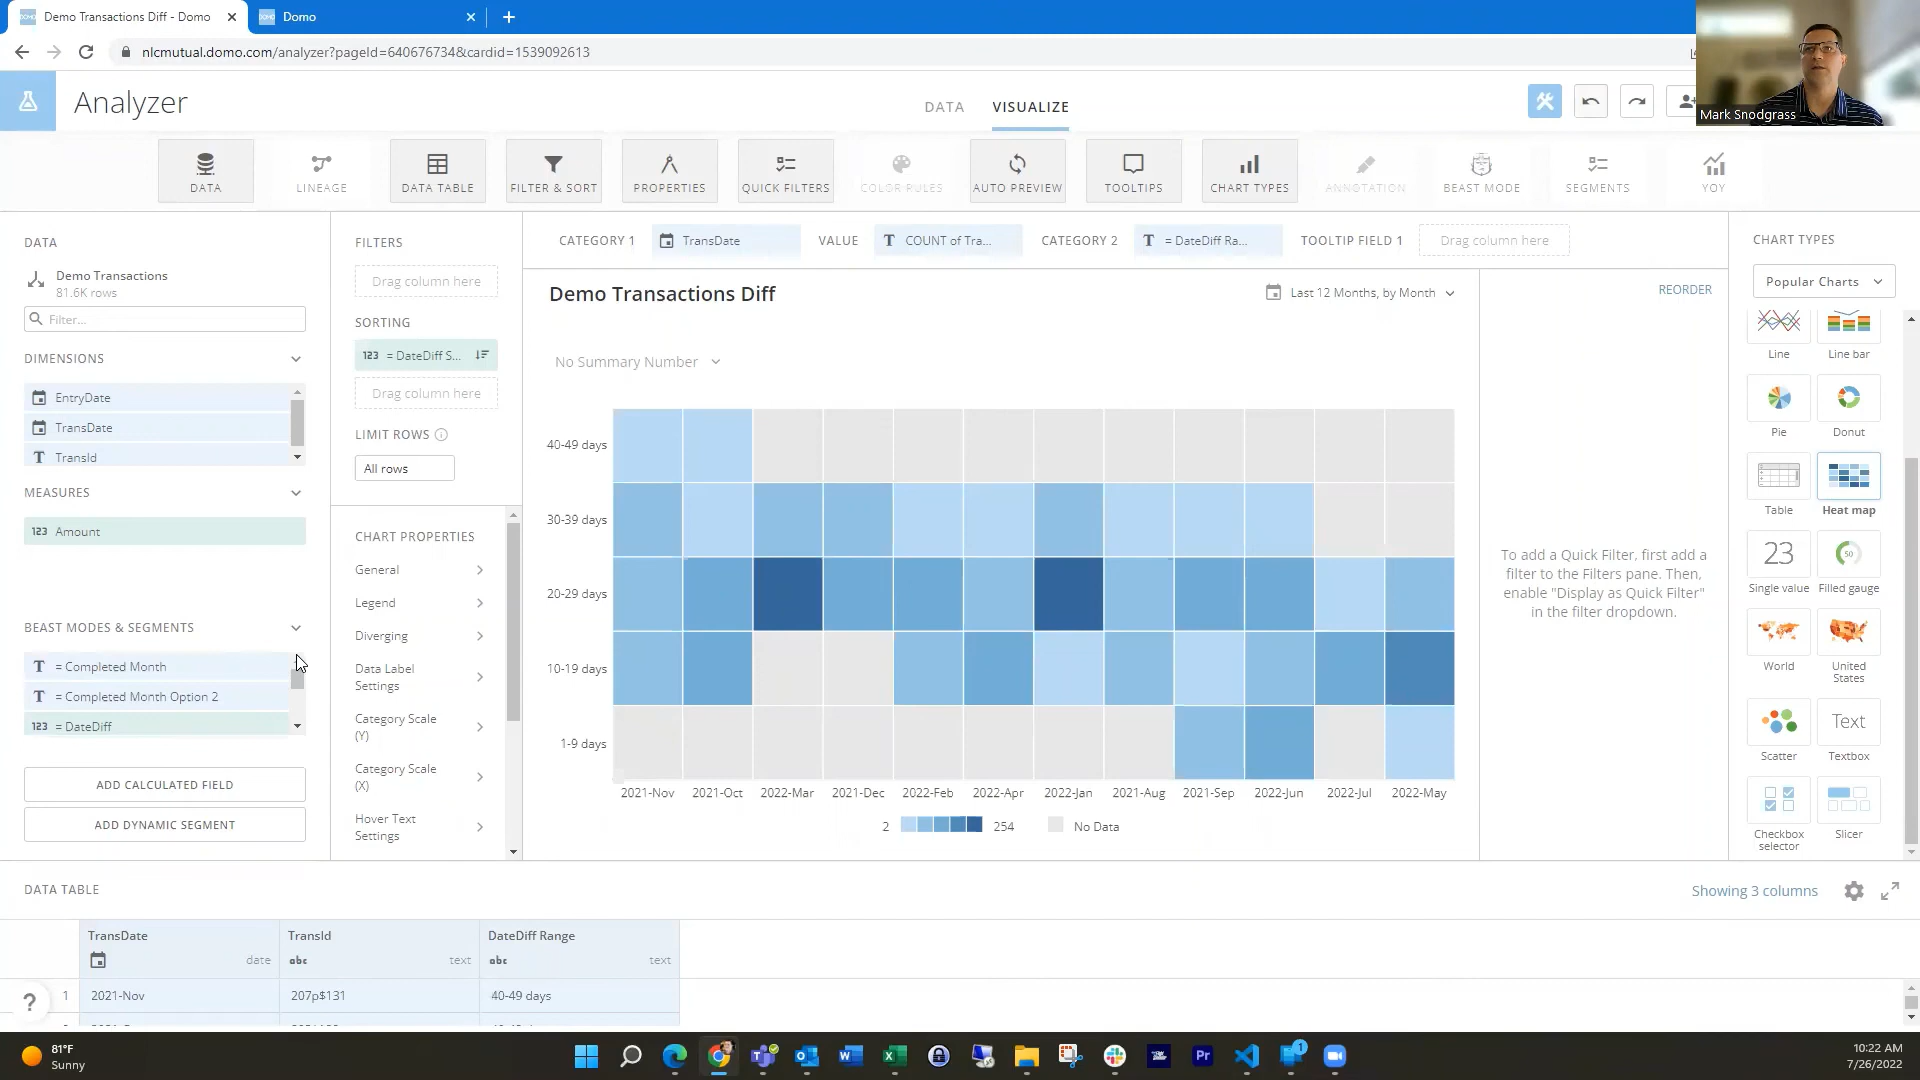 Demo Transactions Diff - Domo
Domo
nlcmutual.domo.com/analyzer?pageId=640676734&cardid=1539092613
Mark Snodgrass
Analyzer
DATA
VISUALIZE
DATA
LINEAGE
DATA TABLE
FILTER & SORT
PROPERTIES
QUICK FILTERS
COLOR RULES
AUTO PREVIEW
TOOLTIPS
CHART TYPES
ANNOTATION
BEAST MODE
SEGMENTS
YOY
DATA
Demo Transactions
81.6K rows
Filter...
DIMENSIONS
EntryDate
TransDate
TransId
MEASURES
123 Amount
BEAST MODES & SEGMENTS
T = Completed Month
T = Completed Month Option 2
123 = DateDiff
ADD CALCULATED FIELD
ADD DYNAMIC SEGMENT
FILTERS
Drag column here
SORTING
123 = DateDiff S...
Drag column here
LIMIT ROWS
All rows
CHART PROPERTIES
General
Legend
Diverging
Data Label
Settings
Category Scale
(Y)
Category Scale
(X)
Hover Text
Settings
CATEGORY 1
TransDate
VALUE
T COUNT of Tra...
CATEGORY 2
T = DateDiff Ra...
TOOLTIP FIELD 1
Drag column here
Demo Transactions Diff
Last 12 Months, by Month
No Summary Number
40-49 days
30-39 days
20-29 days
10-19 days
1-9 days
2021-Nov 2021-Oct 2022-Mar 2021-Dec 2022-Feb 2022-Apr 2022-Jan 2021-Aug 2021-Sep 2022-Jun 2022-Jul 2022-May
2 254 No Data
REORDER
To add a Quick Filter, first add a
filter to the Filters pane. Then,
enable "Display as Quick Filter"
in the filter dropdown.
CHART TYPES
Popular Charts
Line
Line bar
Pie
Donut
Table
Heat map
23
50
Single value
Filled gauge
World
United
States
Scatter
Text
Textbox
Checkbox
selector
Slicer
DATA TABLE
Showing 3 columns
TransDate
date
TransId
abc text
DateDiff Range
abc text
1 2021-Nov 207p$131 40-49 days
?
81°F
Sunny
Pr
1
10:22 AM
7/26/2022